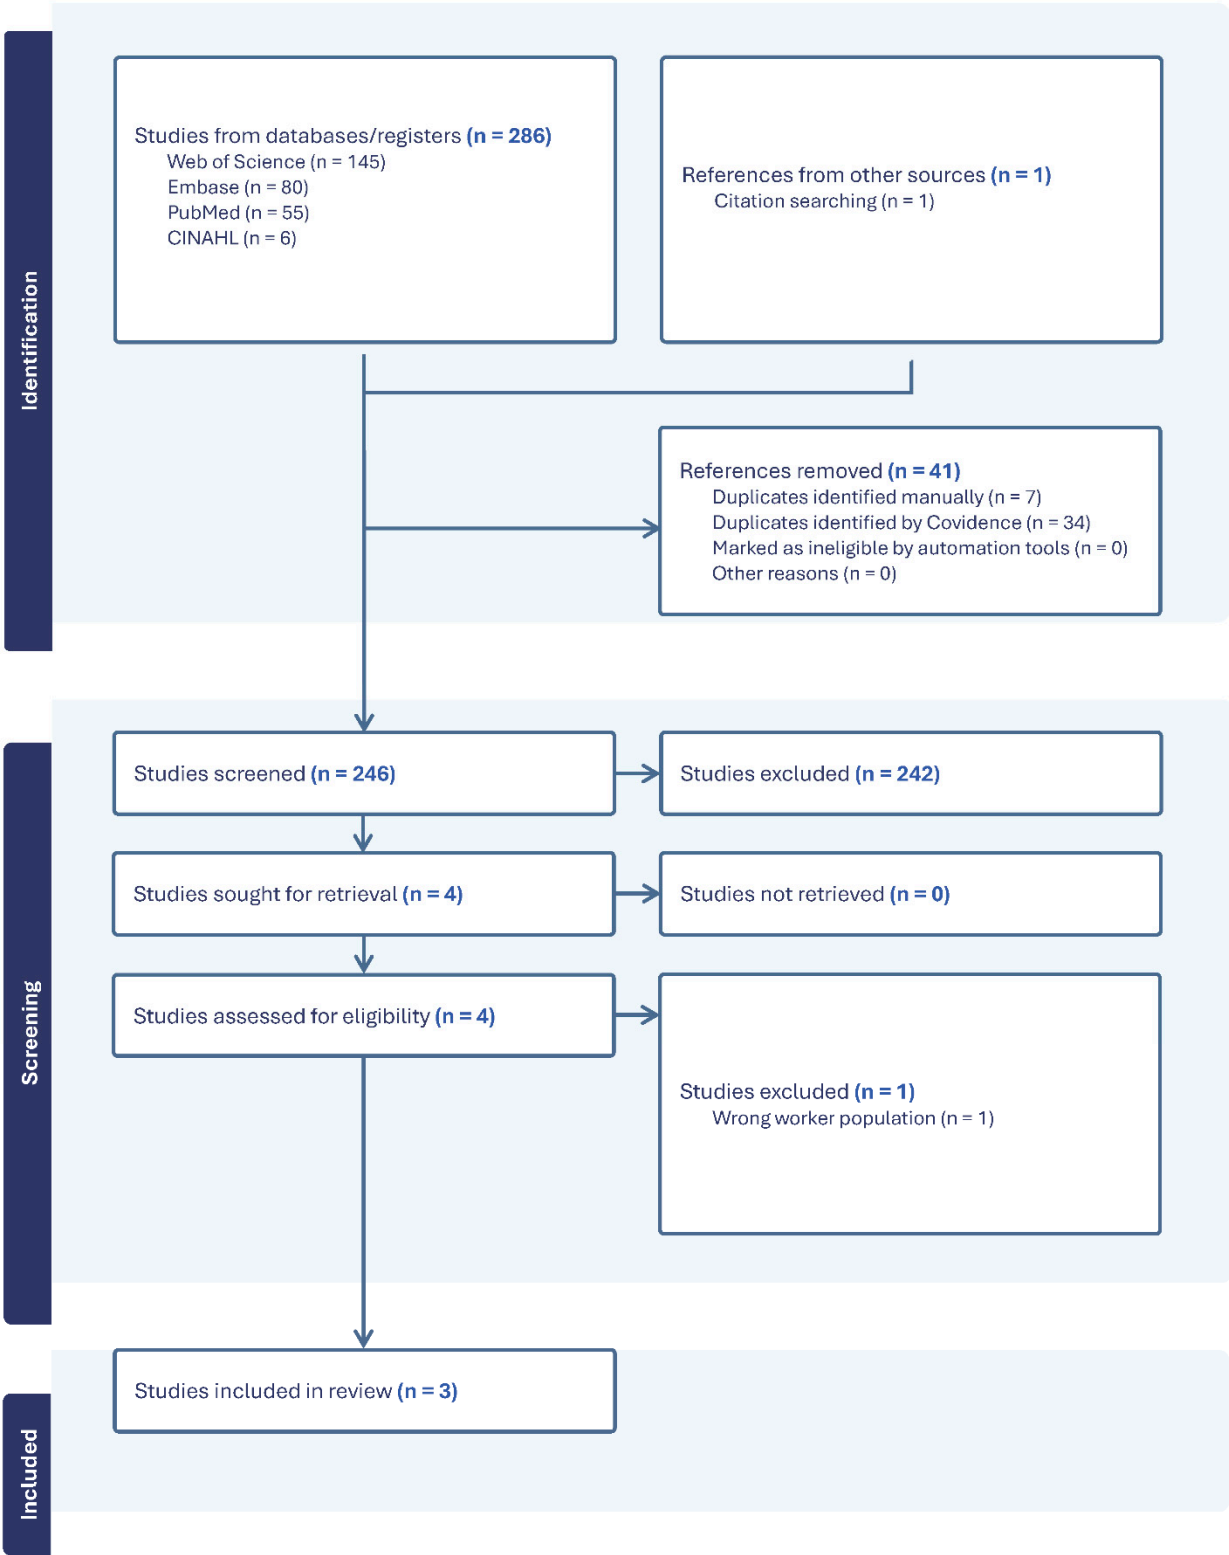 Identification
Studies from databases/registers (n = 286)
Web of Science (n = 145)
Embase (n = 80)
PubMed (n = 55)
CINAHL (n = 6)
References from other sources (n = 1)
Citation searching (n = 1)
References removed (n = 41)
Duplicates identified manually (n = 7)
Duplicates identified by Covidence (n = 34)
Marked as ineligible by automation tools (n = 0)
Other reasons (n = 0)
Screening
Studies screened (n = 246)
Studies excluded (n = 242)
Studies sought for retrieval (n = 4)
Studies not retrieved (n = 0)
Studies assessed for eligibility (n = 4)
Studies excluded (n = 1)
Wrong worker population (n = 1)
Included
Studies included in review (n = 3)